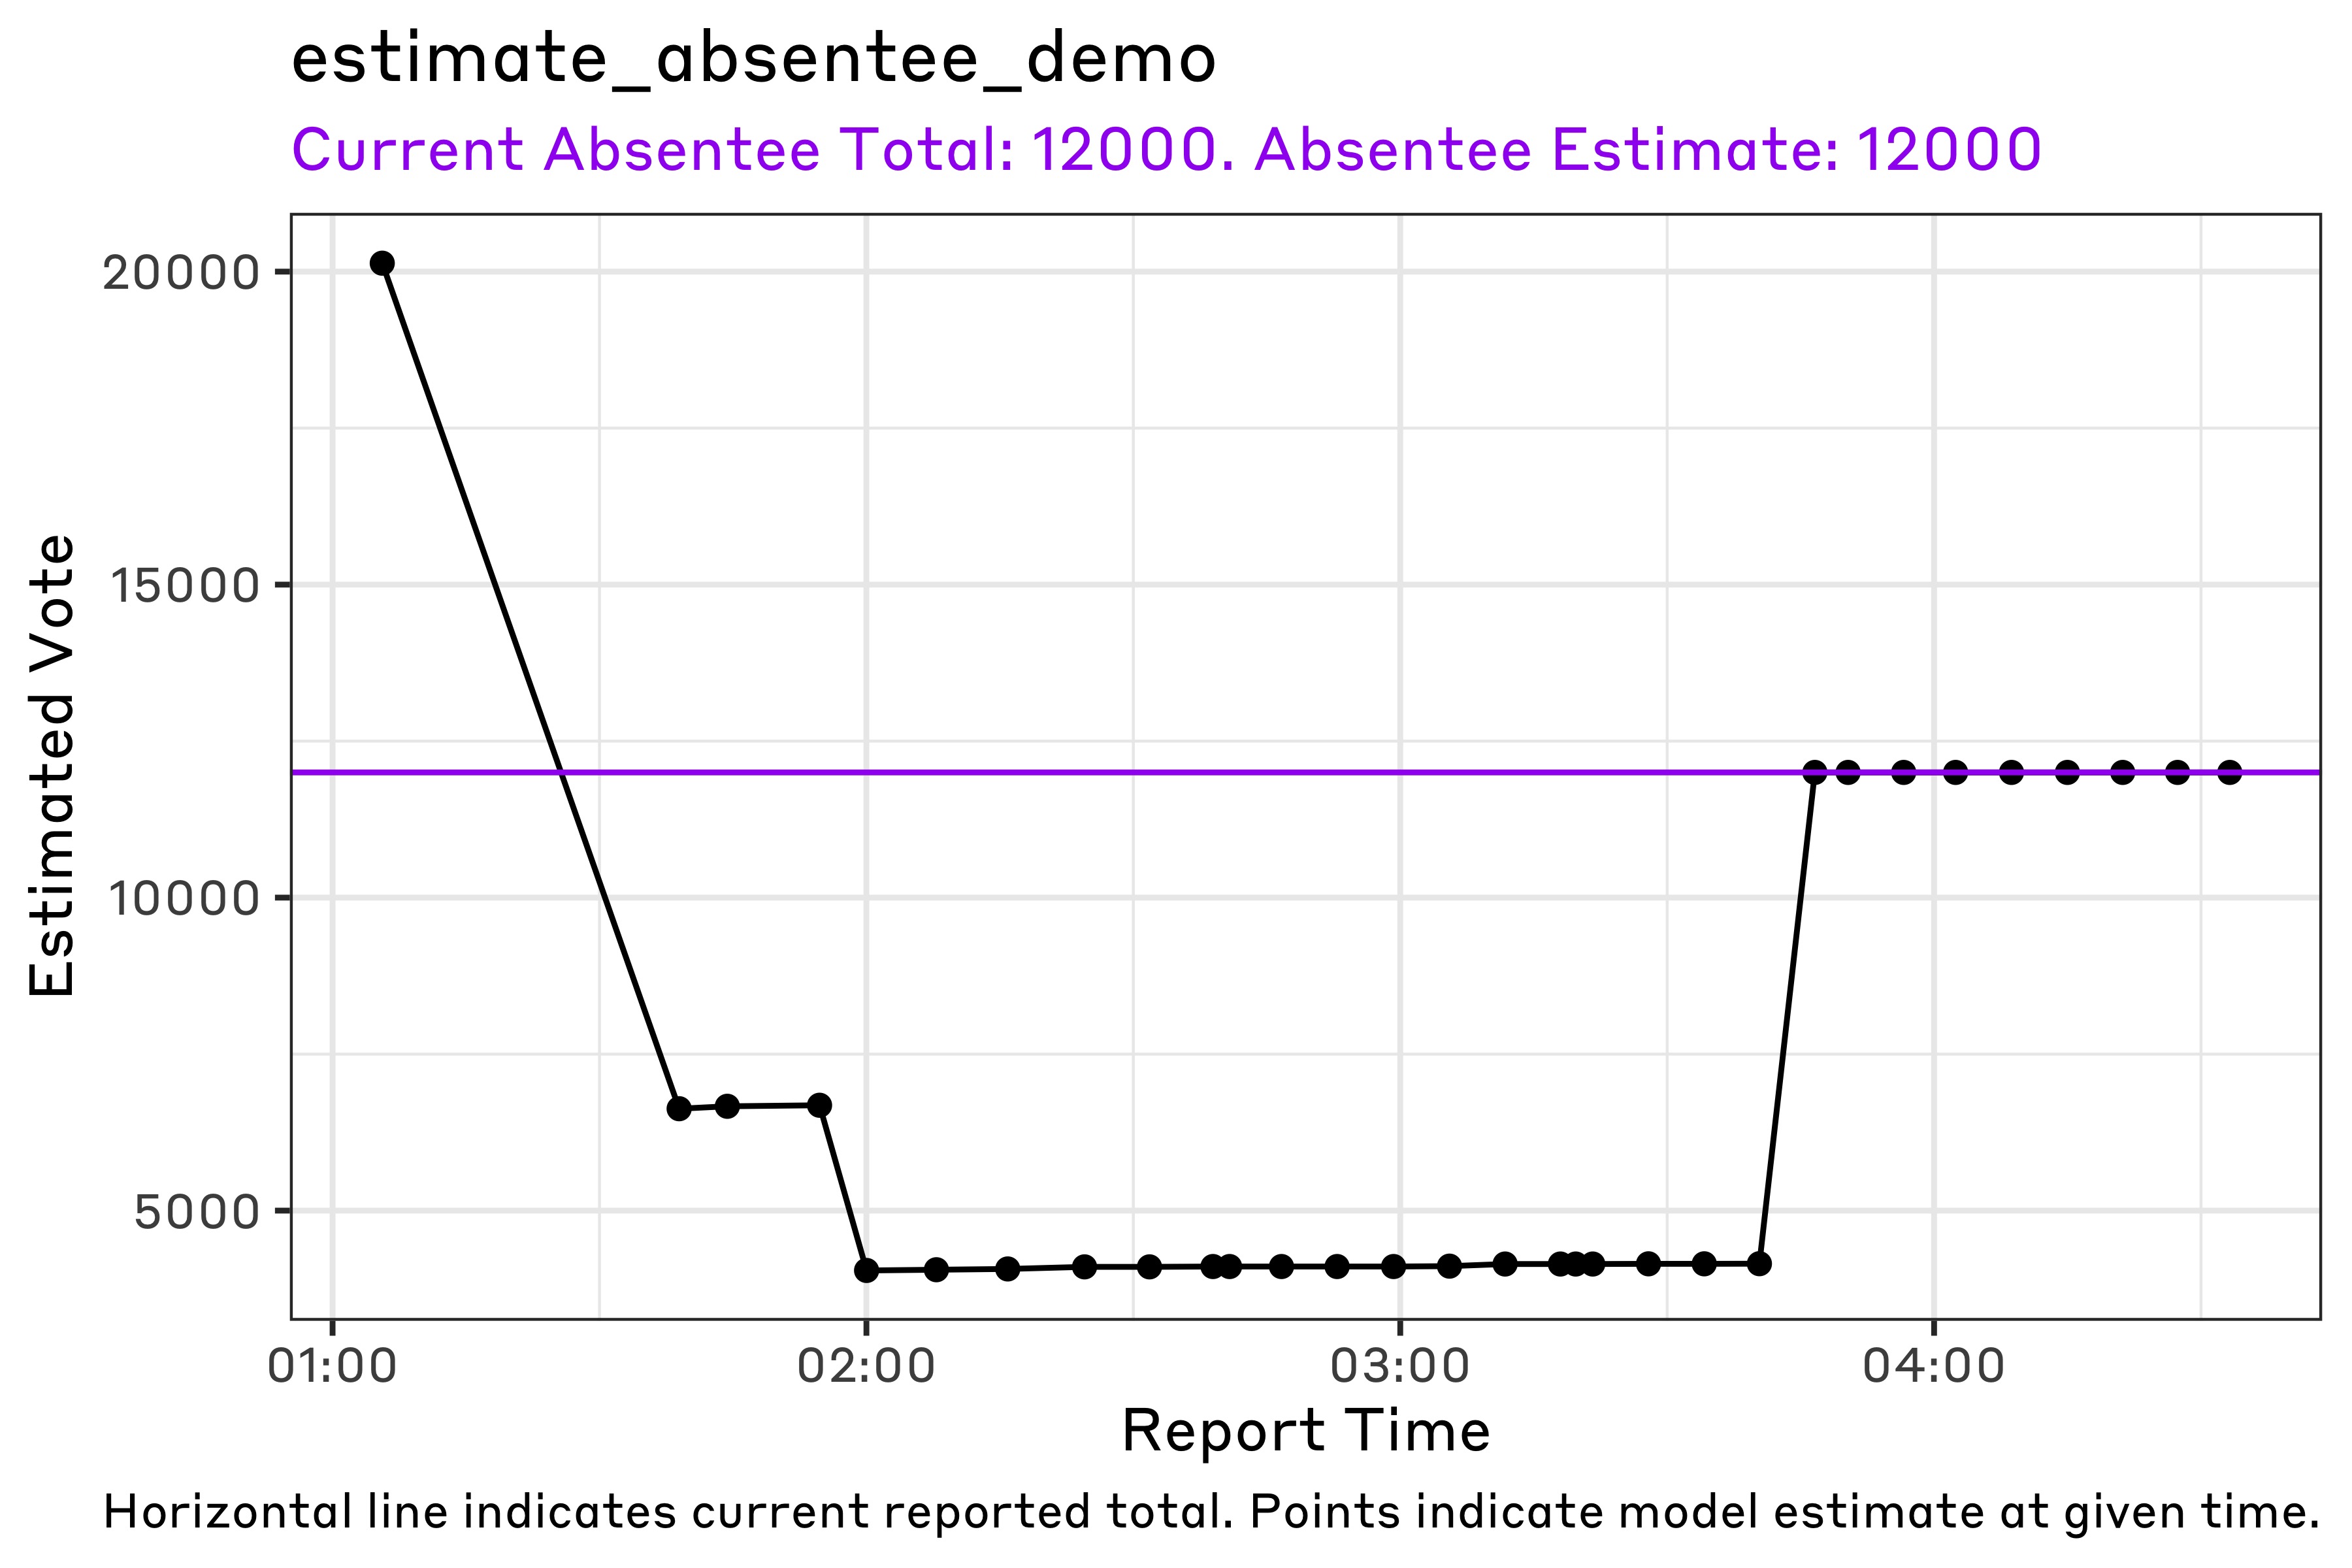 estimate_absentee_demo
Current Absentee Total: 12000. Absentee Estimate: 12000
Estimated Vote
20000
15000
10000
5000
01:00 02:00 03:00 04:00
Report Time
Horizontal line indicates current reported total. Points indicate model estimate at given time.